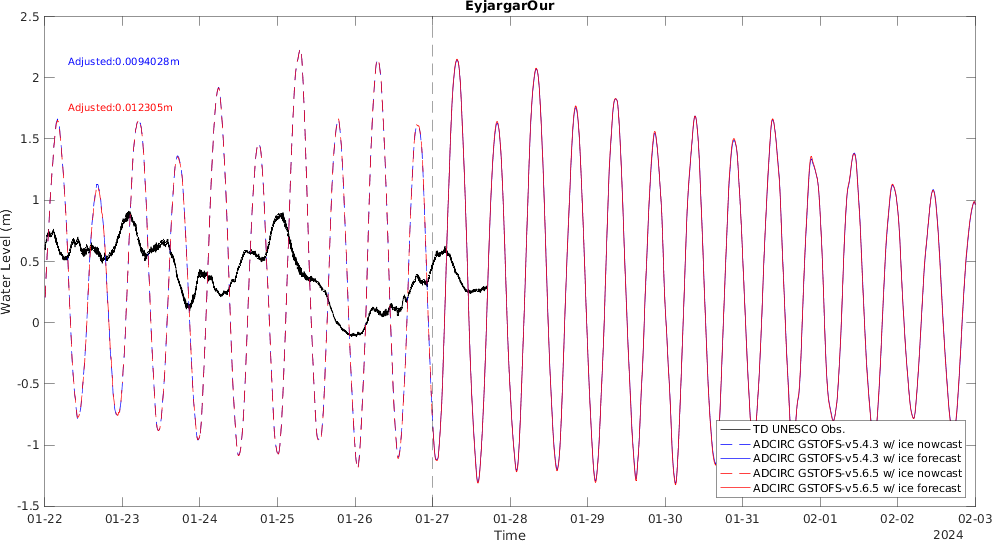 EyjargarOur
Adjusted:0.0094028m
Adjusted:0.012305m
Water Level (m)
2.5
2
1.5
1
0.5
0
-0.5
-1
-1.5
TD UNESCO Obs.
ADCIRC GSTOFS-v5.4.3 w/ ice nowcast
ADCIRC GSTOFS-v5.4.3 w/ ice forecast
ADCIRC GSTOFS-v5.6.5 w/ ice nowcast
ADCIRC GSTOFS-v5.6.5 w/ ice forecast
01-22 01-23 01-24 01-25 01-26 01-27 01-28 01-29 01-30 01-31 02-01 02-02 02-03
Time
2024